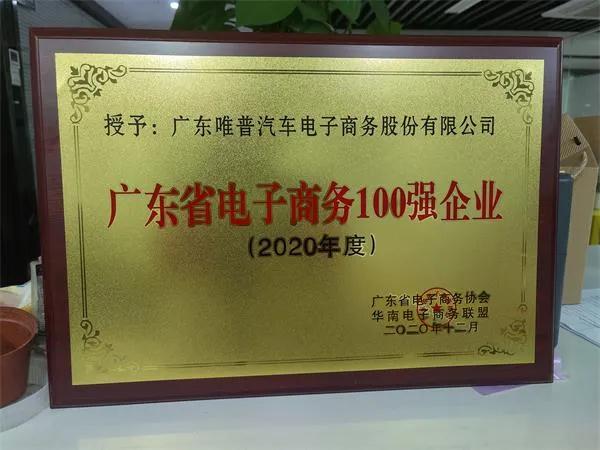 授予：广东唯普汽车电子商务股份有限公司
广东省电子商务100强企业
（2020年度）
广东省电子商务协会
华南电子商务联盟
二〇二〇年十二月